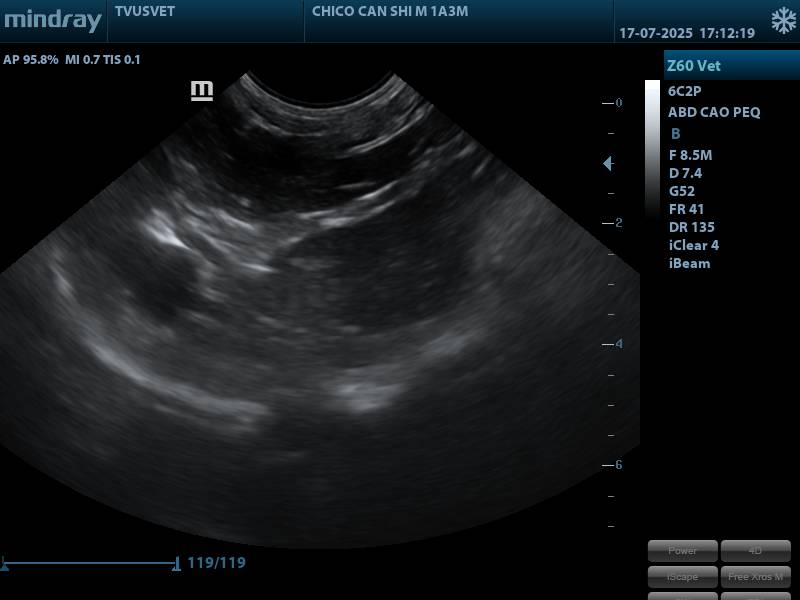 mindray
TVUSVET
CHICO CAN SHI M 1A3M
17-07-2025 17:12:19
AP 95.8% MI 0.7 TIS 0.1
m
Z60 Vet
6C2P
ABD CAO PEQ
B
F 8.5M
D 7.4
G52
FR 41
DR 135
iClear 4
iBeam
0
2
4
6
119/119
Power
4D
iScape
Free Xros M